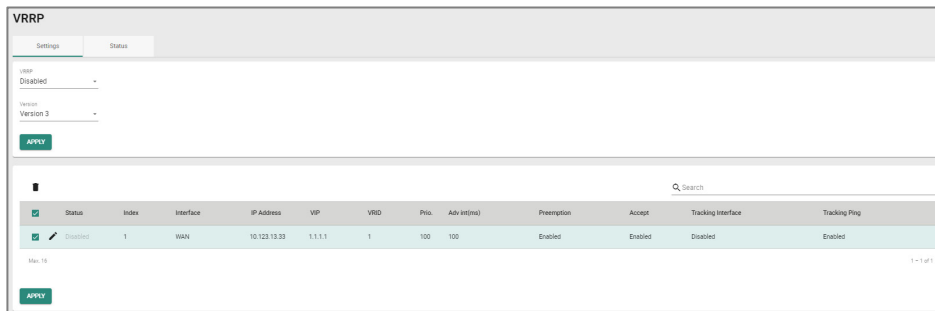 VRRP
Settings Status
VRRP
Disabled
Version
Version 3
APPLY
Search
Status Index Interface IP Address VIP VRID Prio. Adv int(ms) Preemption Accept Tracking Interface Tracking Ping
Disabled 1 WAN 10.123.13.33 1.1.1.1 1 100 100 Enabled Enabled Disabled Enabled
Max. 16 1 – 1 of 1
APPLY